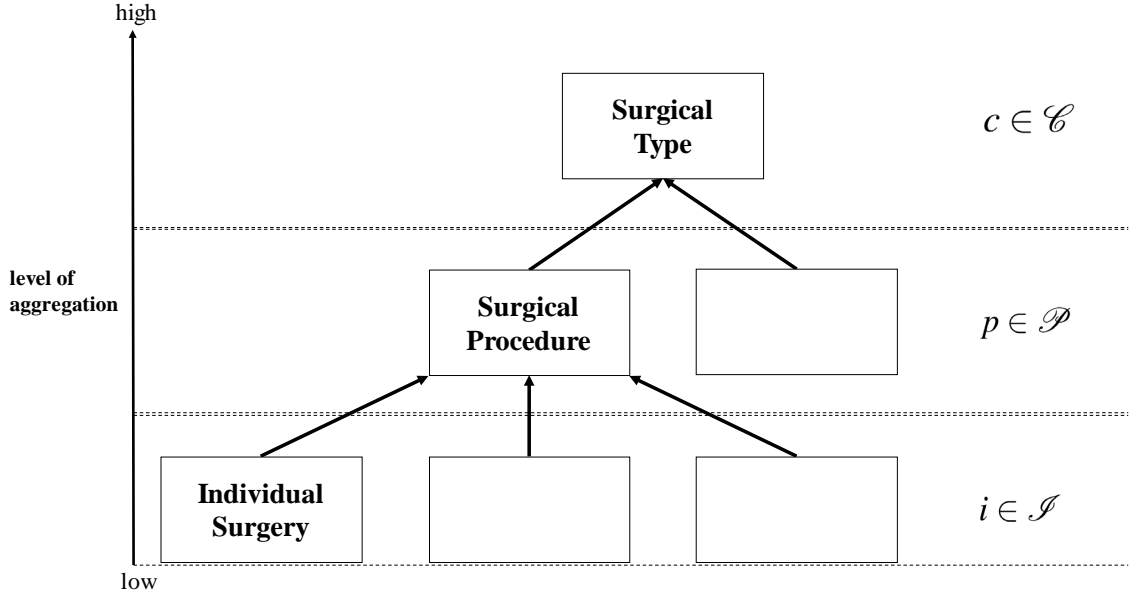 high
Surgical
Type
c ∈ 𝒞
level of
aggregation
Surgical
Procedure
p ∈ 𝒫
Individual
Surgery
i ∈ ℐ
low